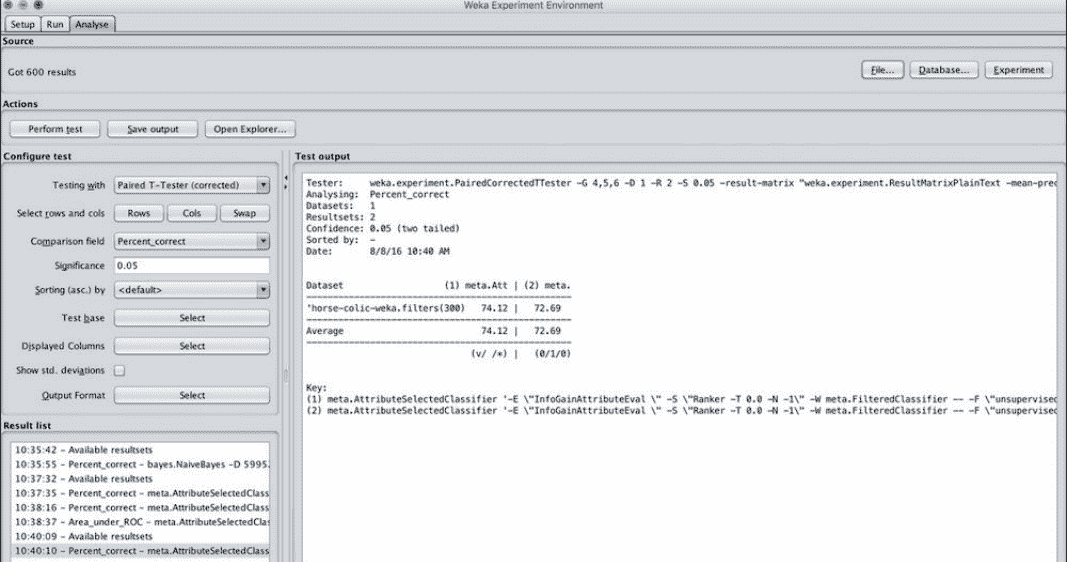 Weka Experiment Environment
Setup Run Analyse
Source
Got 600 results
File... Database... Experiment
Actions
Perform test Save output Open Explorer...
Configure test
Testing with Paired T-Tester (corrected)
Select rows and cols Rows Cols Swap
Comparison field Percent_correct
Significance 0.05
Sorting (asc.) by <default>
Test base Select
Displayed Columns Select
Show std. deviations
Output Format Select
Result list
10:35:42 - Available resultsets
10:35:55 - Percent_correct - bayes.NaiveBayes -D 5995
10:37:32 - Available resultsets
10:37:35 - Percent_correct - meta.AttributeSelectedClass
10:38:16 - Percent_correct - meta.AttributeSelectedClass
10:38:37 - Area_under_ROC - meta.AttributeSelectedClas
10:40:09 - Available resultsets
10:40:10 - Percent_correct - meta.AttributeSelectedClass
Test output
Tester: weka.experiment.PairedCorrectedTTester -G 4,5,6 -D 1 -R 2 -S 0.05 -result-matrix "weka.experiment.ResultMatrixPlainText -mean-prec
Analysing: Percent_correct
Datasets: 1
Resultsets: 2
Confidence: 0.05 (two tailed)
Sorted by: -
Date: 8/8/16 10:40 AM
Dataset (1) meta.Att | (2) meta.
'horse-colic-weka.filters(300) 74.12 | 72.69
Average 74.12 | 72.69
(v/ /*) | (0/1/0)
Key:
(1) meta.AttributeSelectedClassifier '-E \"InfoGainAttributeEval \" -S \"Ranker -T 0.0 -N -1\" -W meta.FilteredClassifier -- -F \"unsupervised
(2) meta.AttributeSelectedClassifier '-E \"InfoGainAttributeEval \" -S \"Ranker -T 0.0 -N -1\" -W meta.FilteredClassifier -- -F \"unsupervised